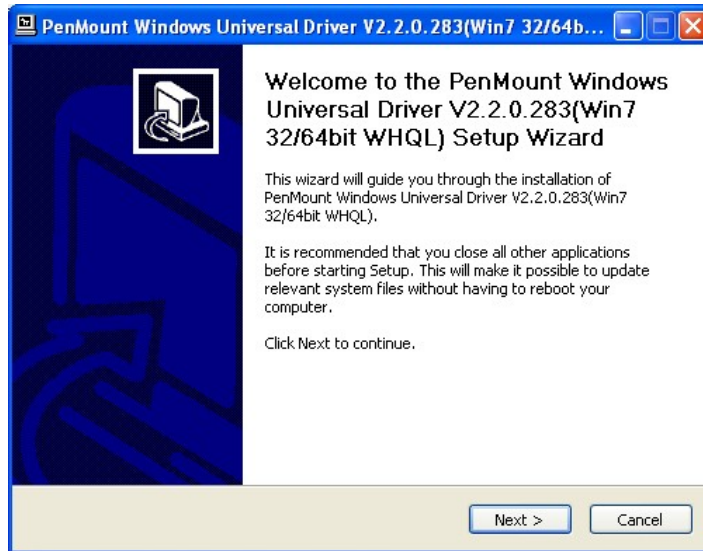 PenMount Windows Universal Driver V2.2.0.283(Win7 32/64b...
Welcome to the PenMount Windows
Universal Driver V2.2.0.283(Win7
32/64bit WHQL) Setup Wizard
This wizard will guide you through the installation of
PenMount Windows Universal Driver V2.2.0.283(Win7
32/64bit WHQL).
It is recommended that you close all other applications
before starting Setup. This will make it possible to update
relevant system files without having to reboot your
computer.
Click Next to continue.
Next >
Cancel